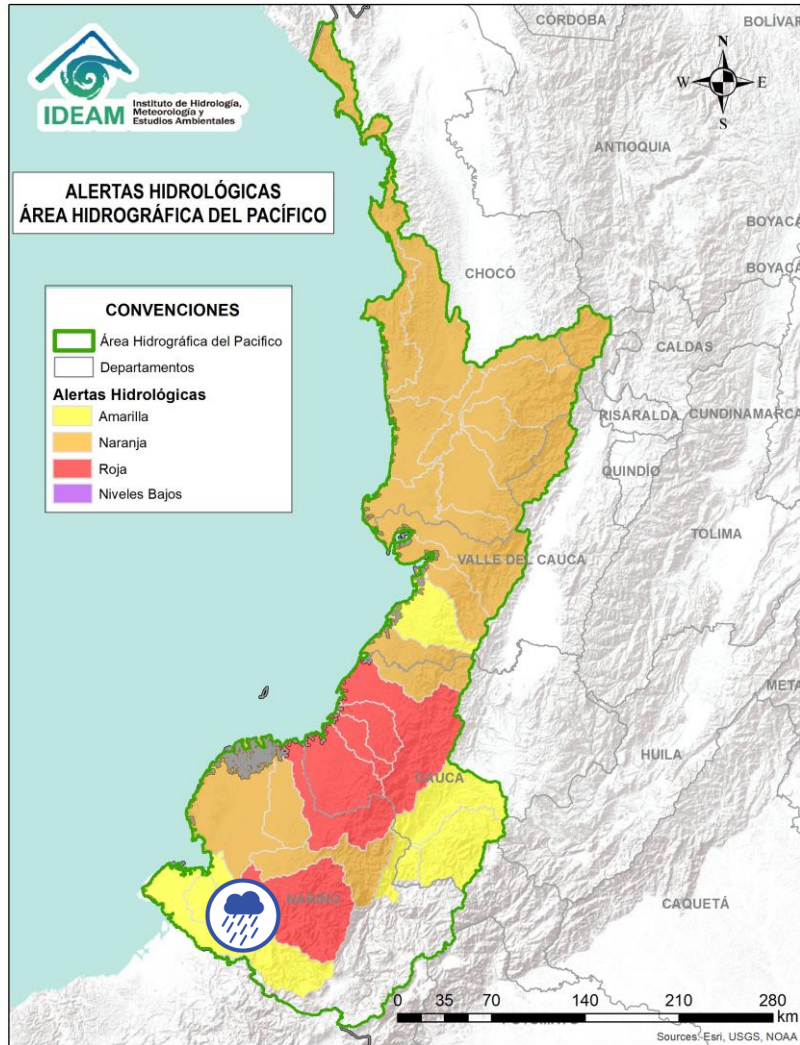 CÓRDOBA
BOLÍVAR
N
W E
S
IDEAM
Instituto de Hidrología,
Meteorología y
Estudios Ambientales
ANTIOQUIA
ALERTAS HIDROLÓGICAS
ÁREA HIDROGRÁFICA DEL PACÍFICO
BOYACÁ
CHOCÓ
BOYACÁ
CONVENCIONES
Área Hidrográfica del Pacifico
Departamentos
Alertas Hidrológicas
Amarilla
Naranja
Roja
Niveles Bajos
CALDAS
RISARALDA
CUNDINAMARCA
QUINDÍO
TOLIMA
VALLE DEL CAUCA
META
HUILA
CAUCA
NARIÑO
CAQUETÁ
0 35 70 140 210 280
km
Sources: Esri, USGS, NOAA